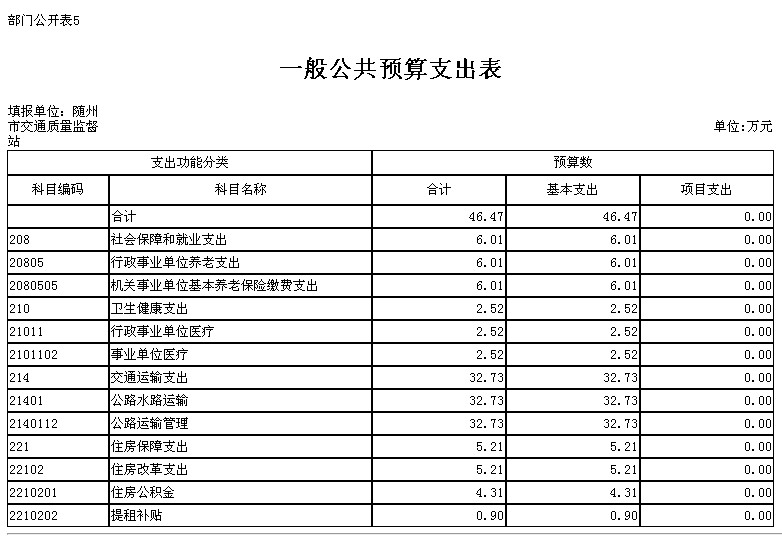 部门公开表5
一般公共预算支出表
填报单位：随州
市交通质量监督
站
单位:万元
支出功能分类 预算数
科目编码 科目名称 合计 基本支出 项目支出
合计 46.47 46.47 0.00
208 社会保障和就业支出 6.01 6.01 0.00
20805 行政事业单位养老支出 6.01 6.01 0.00
2080505 机关事业单位基本养老保险缴费支出 6.01 6.01 0.00
210 卫生健康支出 2.52 2.52 0.00
21011 行政事业单位医疗 2.52 2.52 0.00
2101102 事业单位医疗 2.52 2.52 0.00
214 交通运输支出 32.73 32.73 0.00
21401 公路水路运输 32.73 32.73 0.00
2140112 公路运输管理 32.73 32.73 0.00
221 住房保障支出 5.21 5.21 0.00
22102 住房改革支出 5.21 5.21 0.00
2210201 住房公积金 4.31 4.31 0.00
2210202 提租补贴 0.90 0.90 0.00